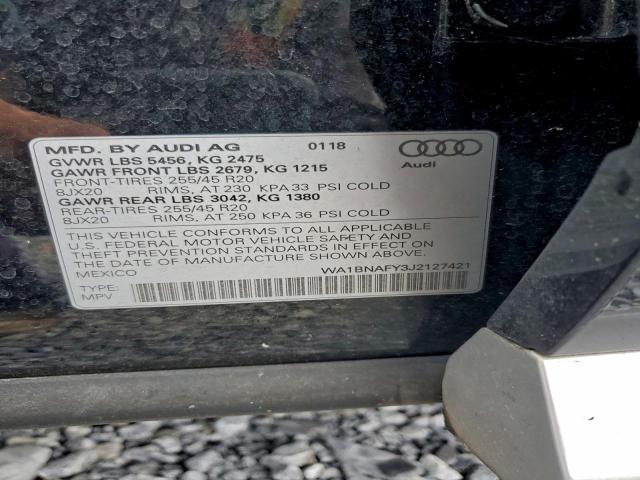 MFD. BY AUDI AG 0118
GVWR LBS 5456, KG 2475
GAWR FRONT LBS 2679, KG 1215
FRONT-TIRES 255/45 R20
8JX20 RIMS, AT 230 KPA 33 PSI COLD
GAWR REAR LBS 3042, KG 1380
REAR-TIRES 255/45 R20
8JX20 RIMS, AT 250 KPA 36 PSI COLD
Audi
THIS VEHICLE CONFORMS TO ALL APPLICABLE
U.S. FEDERAL MOTOR VEHICLE SAFETY AND
THEFT PREVENTION STANDARDS IN EFFECT ON
THE DATE OF MANUFACTURE SHOWN ABOVE.
MEXICO WA1BNAFY3J2127421
TYPE:
MPV